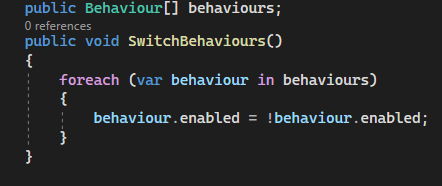 public Behaviour[] behaviours;
0 references
public void SwitchBehaviours()
{
    foreach (var behaviour in behaviours)
    {
        behaviour.enabled = !behaviour.enabled;
    }
}